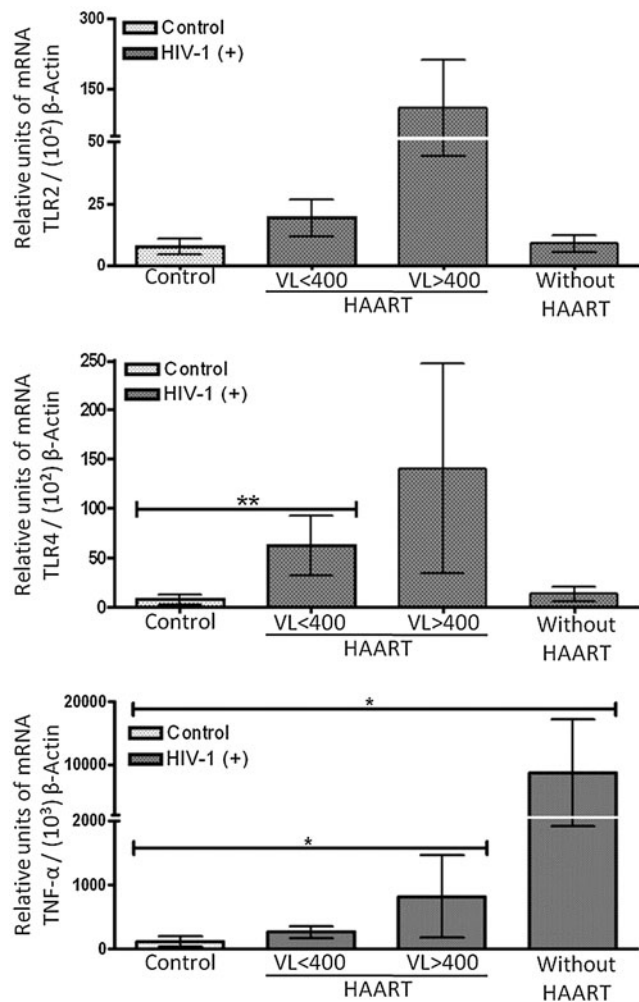 Relative units of mRNA
TLR2 / (10²) β-Actin
300
150
50
25
0
Control
HIV-1 (+)
Control
VL<400
VL>400
Without
HAART
HAART
Relative units of mRNA
TLR4 / (10²) β-Actin
250
200
150
100
50
0
Control
HIV-1 (+)
**
Control
VL<400
VL>400
Without
HAART
HAART
Relative units of mRNA
TNF-α / (10³) β-Actin
20000
10000
2000
1000
0
*
Control
HIV-1 (+)
*
Control
VL<400
VL>400
Without
HAART
HAART